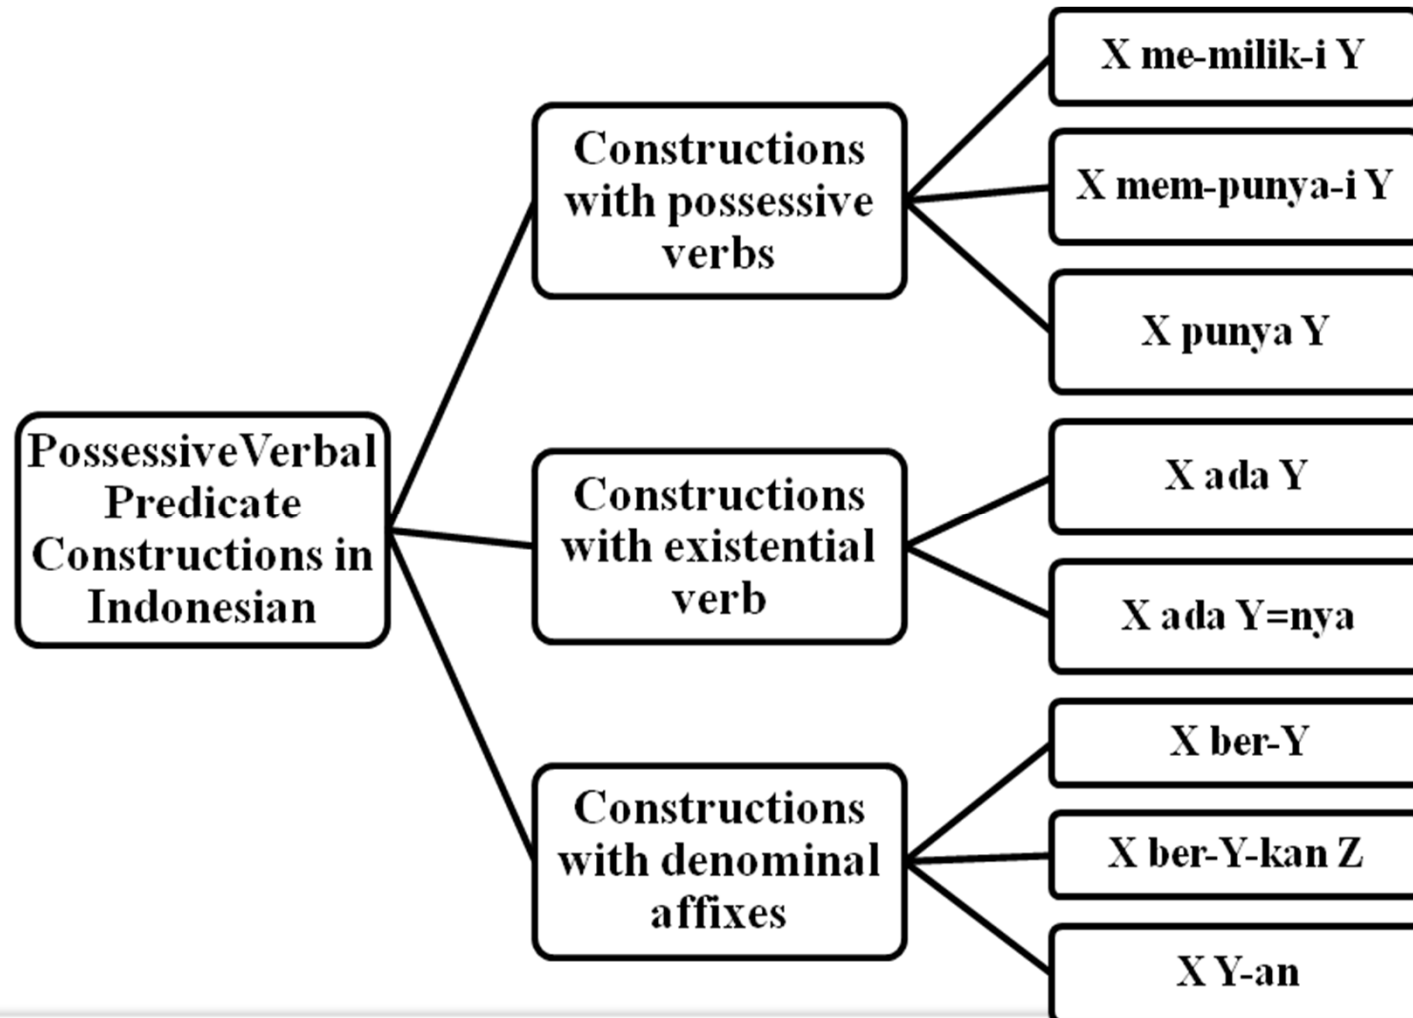 PossessiveVerbal
Predicate
Constructions in
Indonesian
Constructions
with possessive
verbs
X me-milik-i Y
X mem-punya-i Y
X punya Y
Constructions
with existential
verb
X ada Y
X ada Y=nya
Constructions
with denominal
affixes
X ber-Y
X ber-Y-kan Z
X Y-an